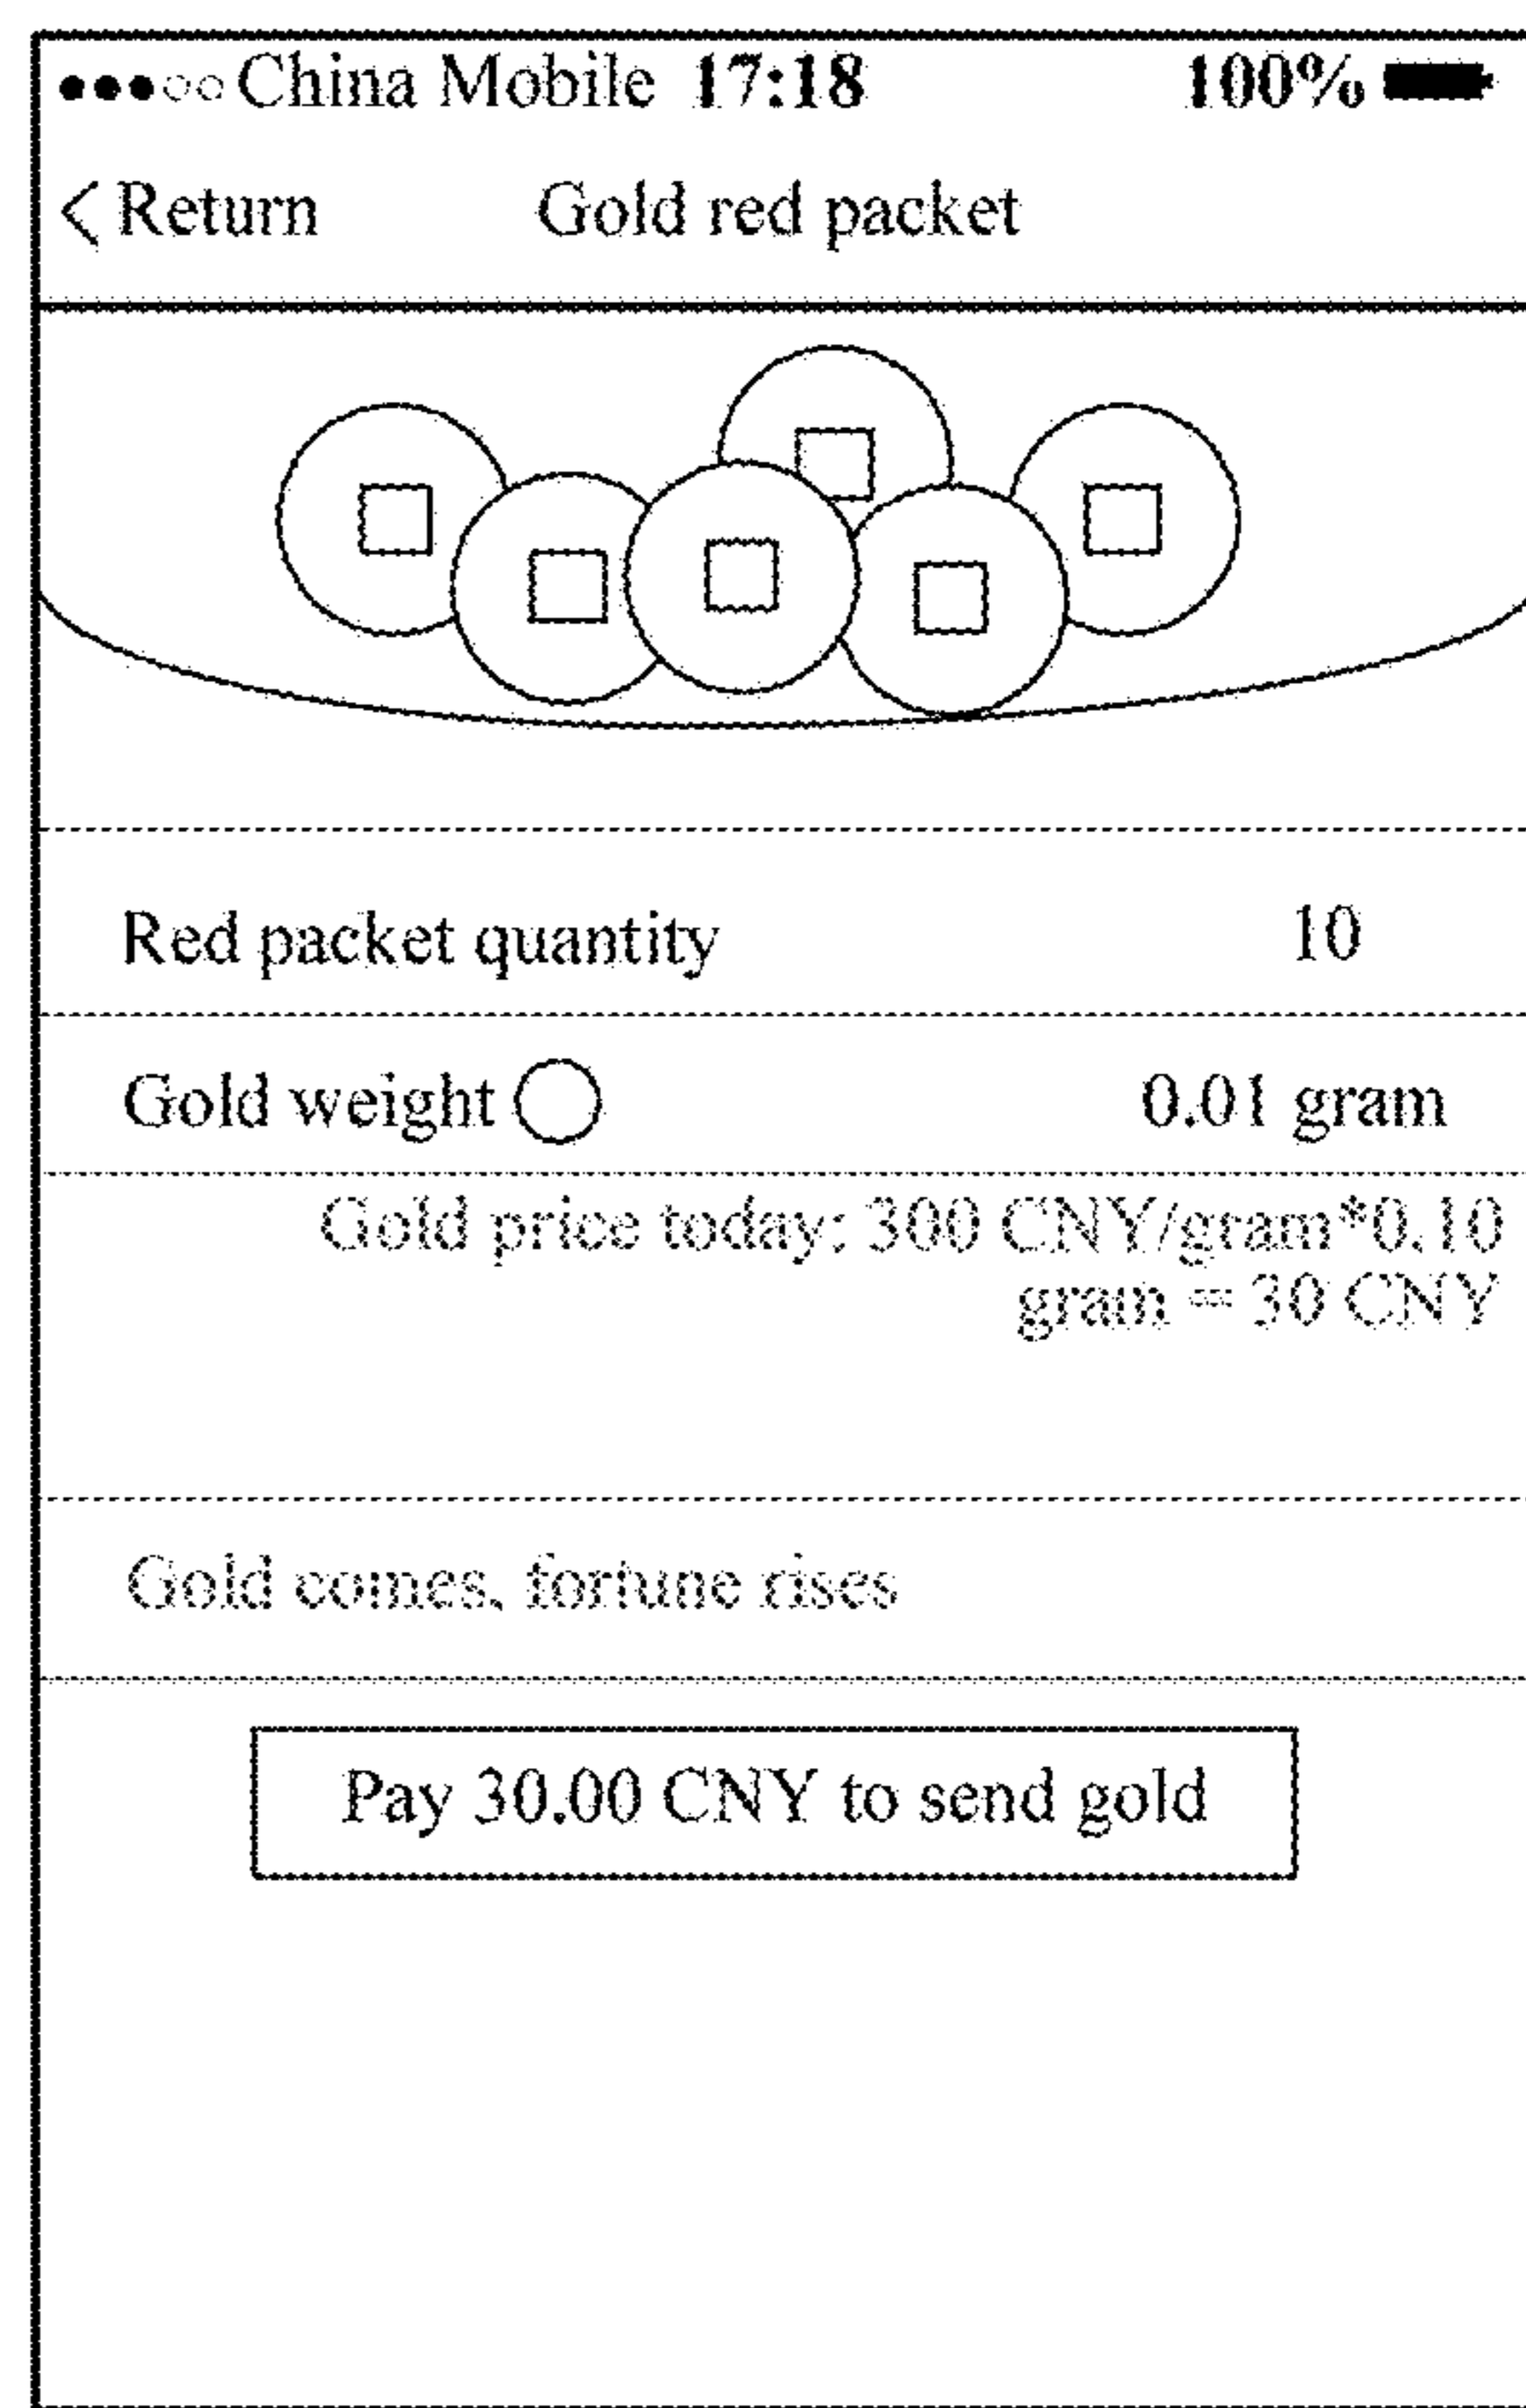 China Mobile 17:18 100%
< Return Gold red packet
Red packet quantity 10
Gold weight 0.01 gram
Gold price today: 300 CNY/gram*0.10
gram = 30 CNY
Gold comes, fortune rises
Pay 30.00 CNY to send gold